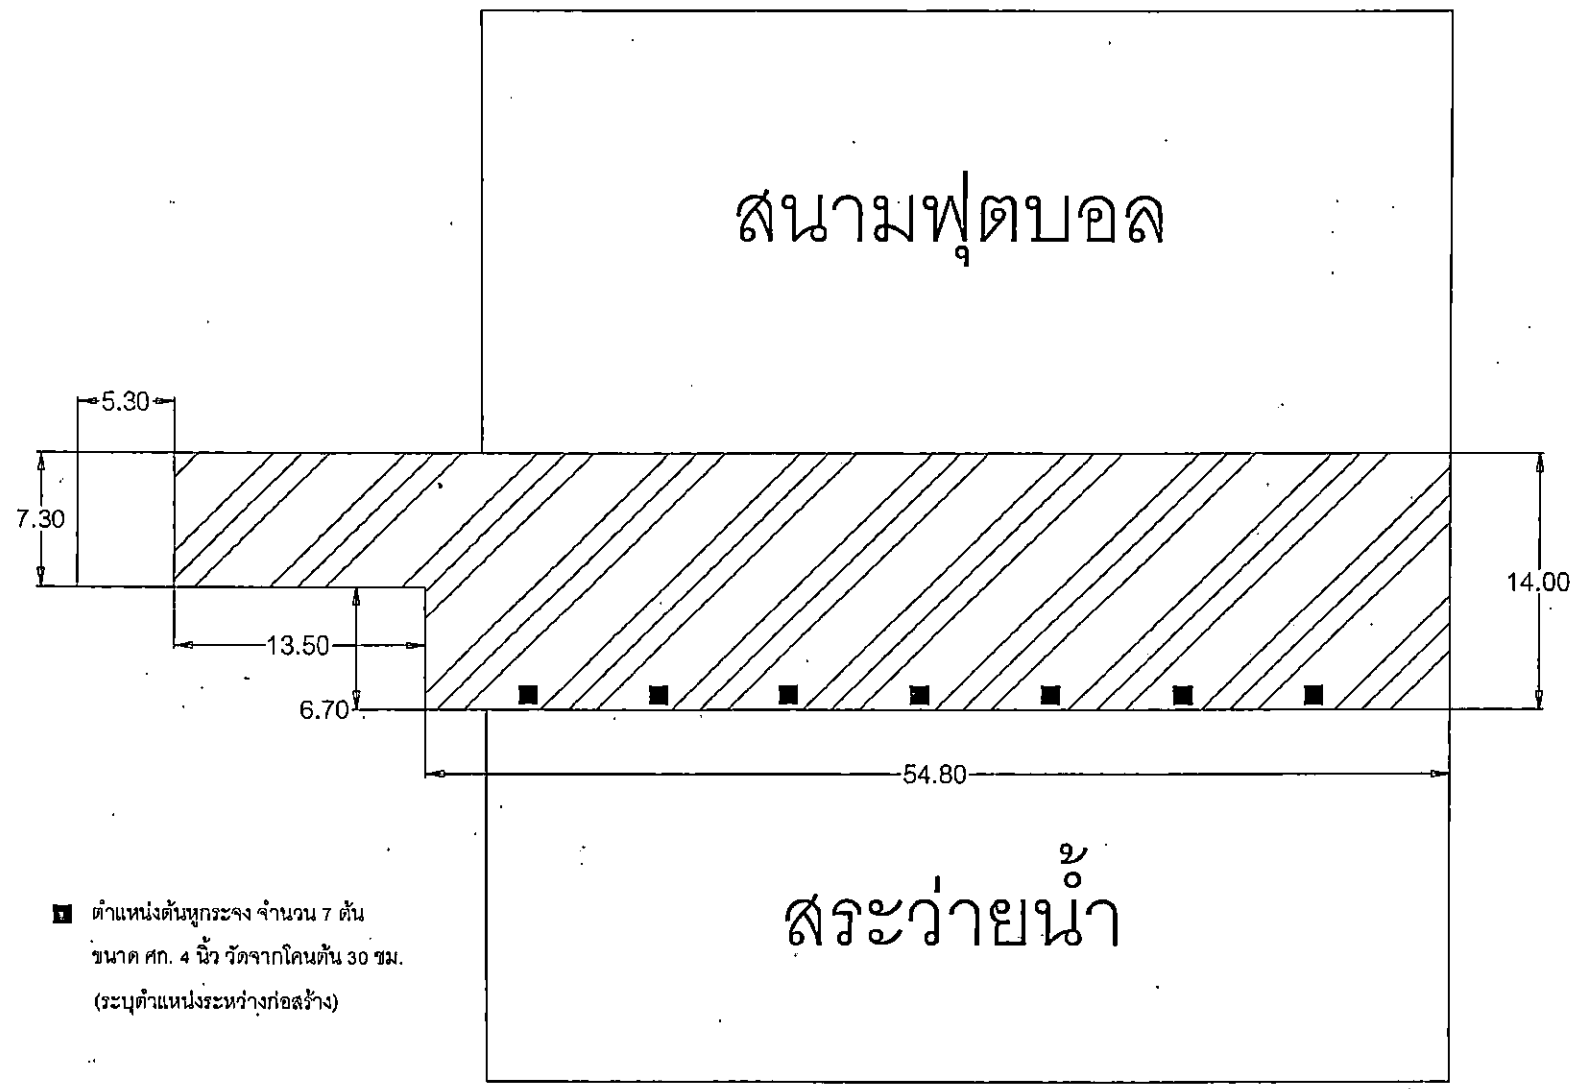 สนามฟุตบอล
5.30
7.30
14.00
13.50
6.70
54.80
สระว่ายน้ำ
ตำแหน่งต้นหูกระจง จำนวน 7 ต้น
ขนาด ศก. 4 นิ้ว วัดจากโคนต้น 30 ซม.
(ระบุตำแหน่งระหว่างก่อสร้าง)